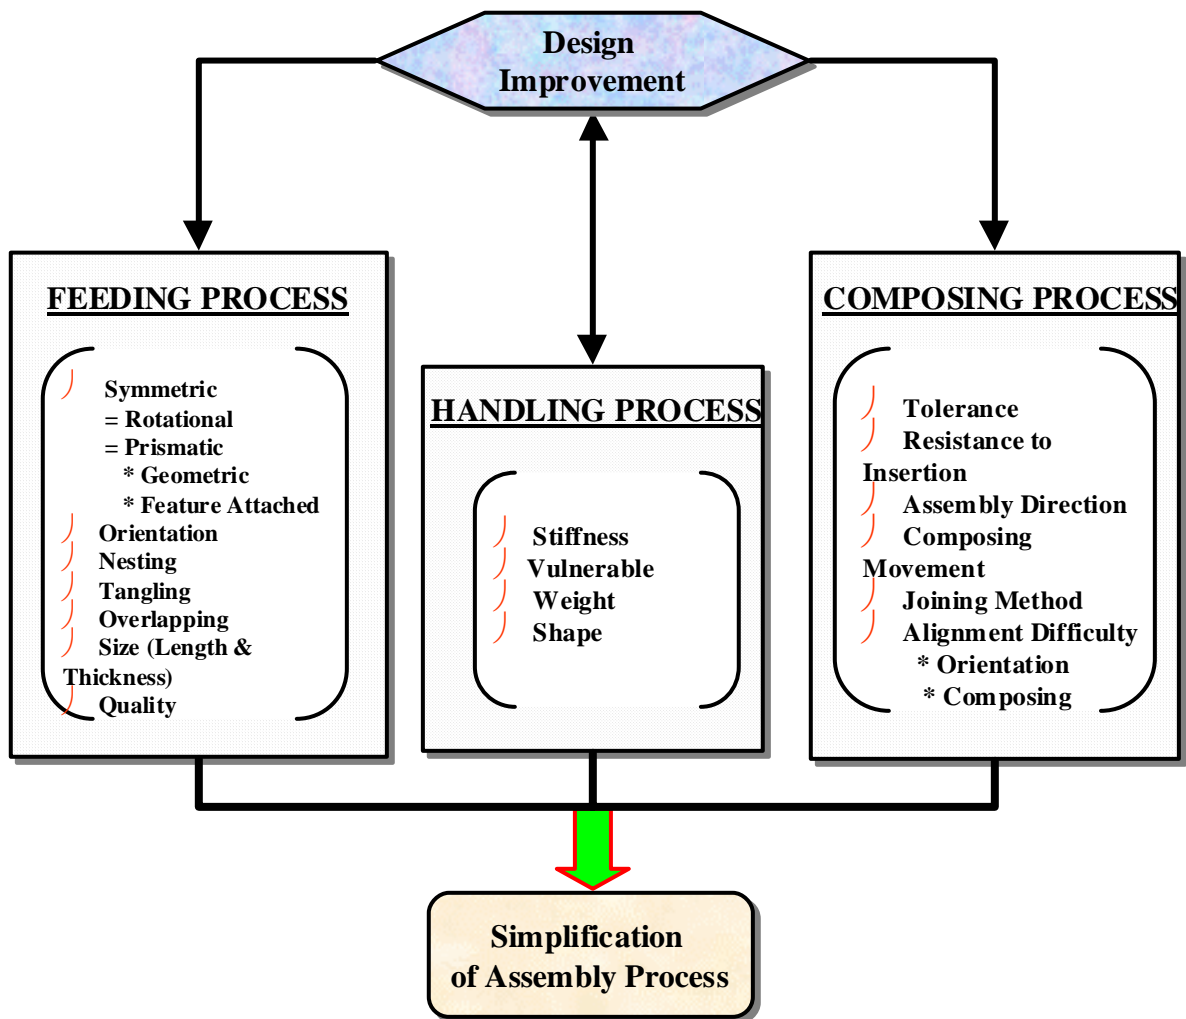 Design
Improvement
FEEDING PROCESS
Symmetric
= Rotational
= Prismatic
* Geometric
* Feature Attached
Orientation
Nesting
Tangling
Overlapping
Size (Length &
Thickness)
Quality
HANDLING PROCESS
Stiffness
Vulnerable
Weight
Shape
COMPOSING PROCESS
Tolerance
Resistance to
Insertion
Assembly Direction
Composing
Movement
Joining Method
Alignment Difficulty
* Orientation
* Composing
Simplification
of Assembly Process